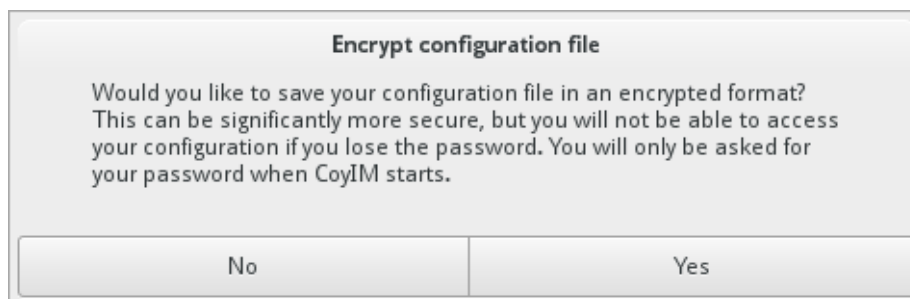 Encrypt configuration file
Would you like to save your configuration file in an encrypted format?
This can be significantly more secure, but you will not be able to access
your configuration if you lose the password. You will only be asked for
your password when CoyIM starts.
No
Yes